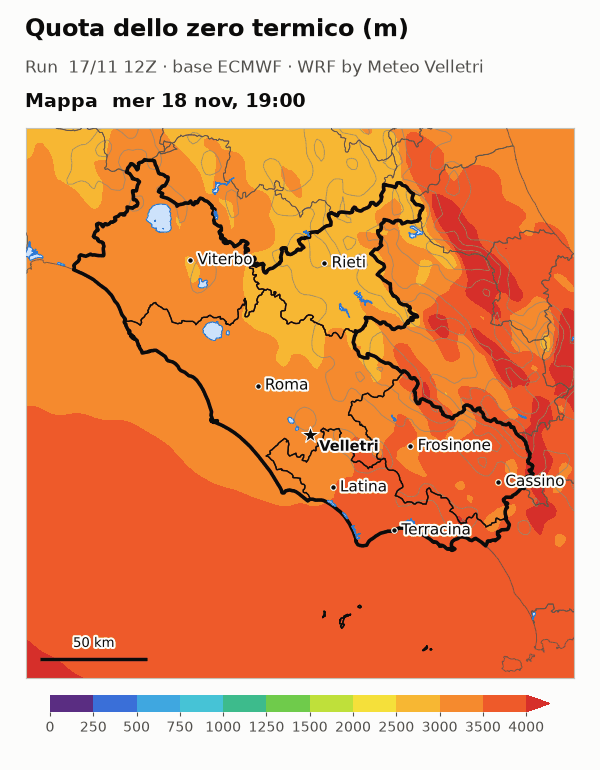 Quota dello zero termico (m)
Run  17/11 12Z · base ECMWF · WRF by Meteo Velletri
Mappa  mer 18 nov, 19:00
Viterbo
Rieti
Roma
Velletri
Frosinone
Latina
Cassino
Terracina
50 km
0 250 500 750 1000 1250 1500 2000 2500 3000 3500 4000